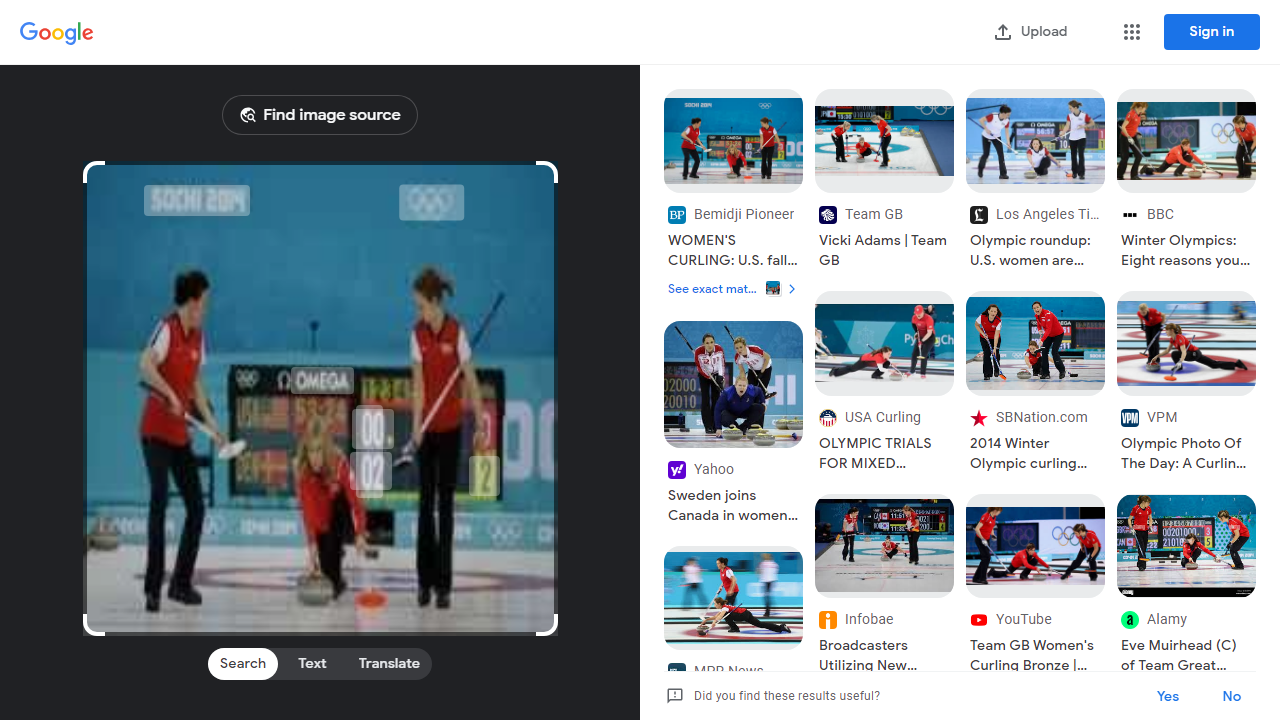 Google
Upload
Sign in
Find image source
SOCHI 2014
OMEGA
00
02
2
Search
Text
Translate
Bemidji Pioneer
WOMEN'S
CURLING: U.S. fall...
See exact mat...
Team GB
Vicki Adams | Team
GB
Los Angeles Ti...
Olympic roundup:
U.S. women are...
BBC
Winter Olympics:
Eight reasons you...
Yahoo
Sweden joins
Canada in women...
USA Curling
OLYMPIC TRIALS
FOR MIXED...
SBNation.com
2014 Winter
Olympic curling...
VPM
Olympic Photo Of
The Day: A Curlin...
MPR News
Infobae
Broadcasters
Utilizing New...
YouTube
Team GB Women's
Curling Bronze |...
Alamy
Eve Muirhead (C)
of Team Great...
Did you find these results useful?
Yes
No